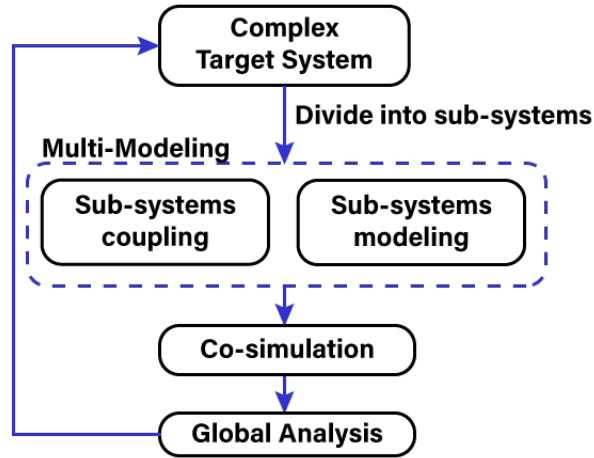 Complex
Target System
Divide into sub-systems
Multi-Modeling
Sub-systems
coupling
Sub-systems
modeling
Co-simulation
Global Analysis